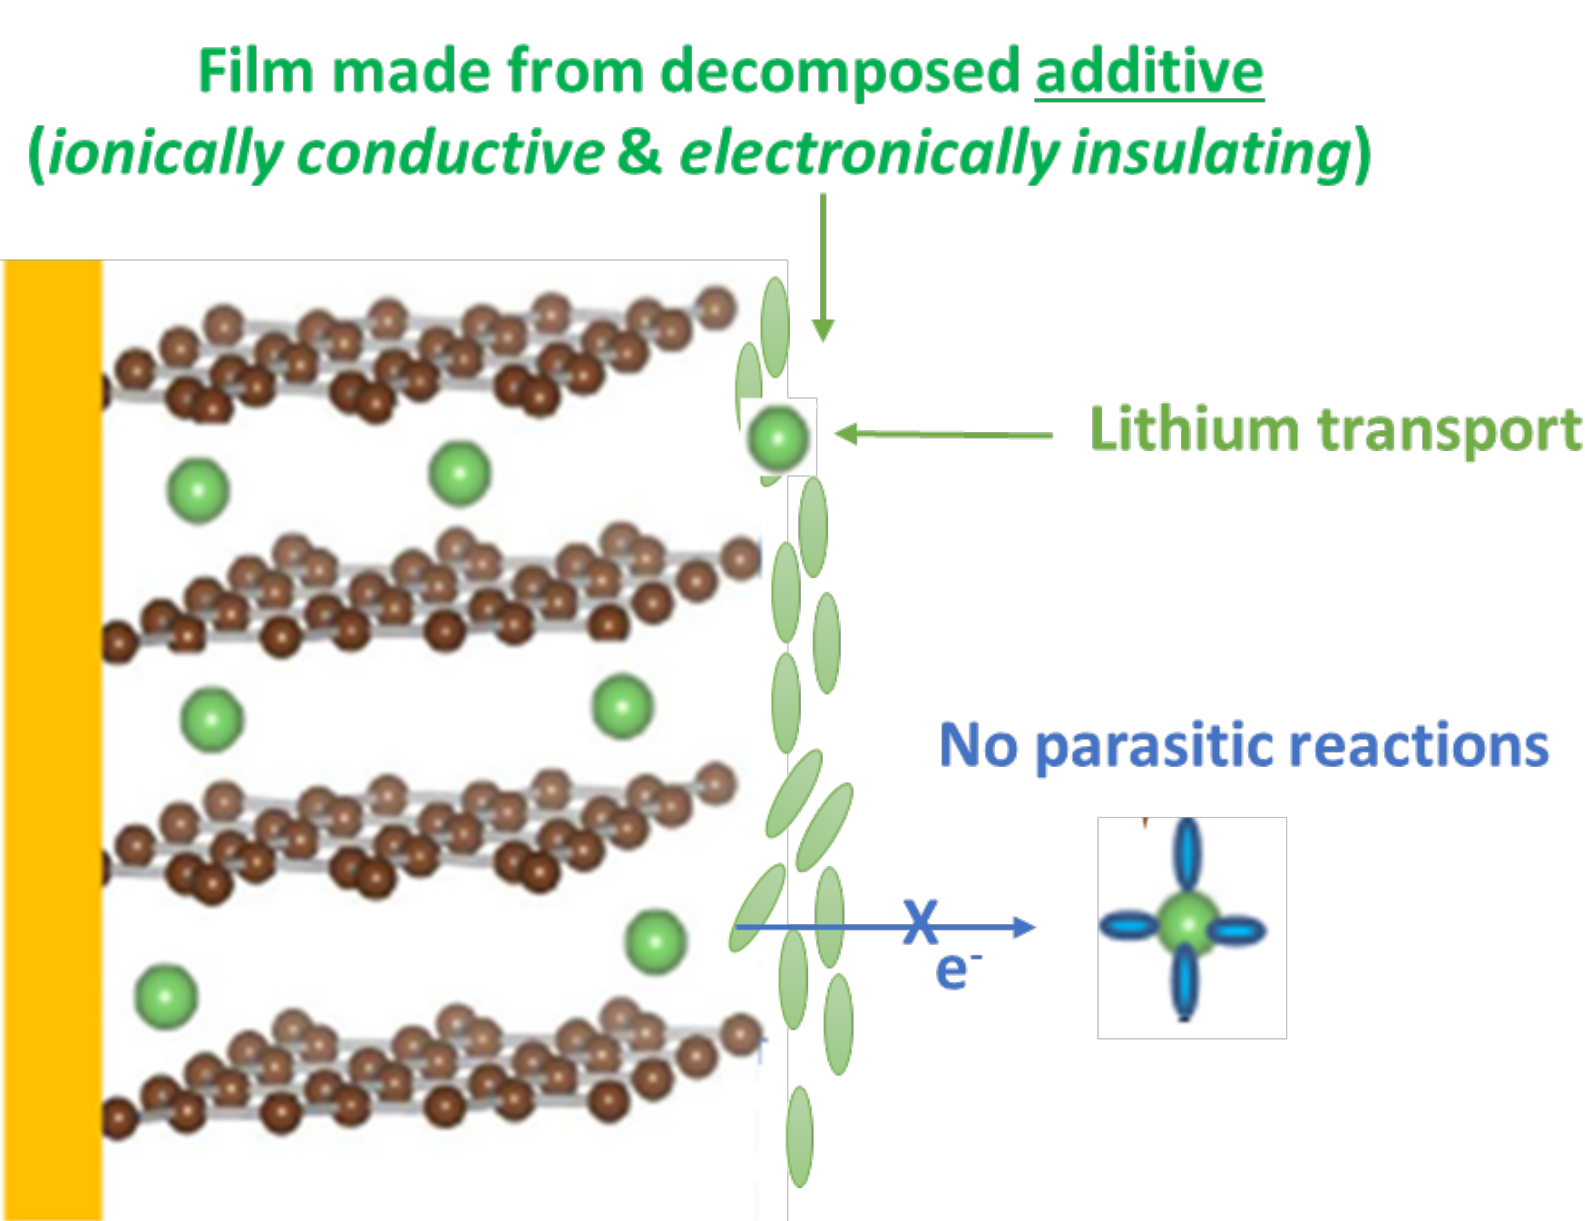 Film made from decomposed additive
(ionically conductive & electronically insulating)
Lithium transport
No parasitic reactions
X
e-